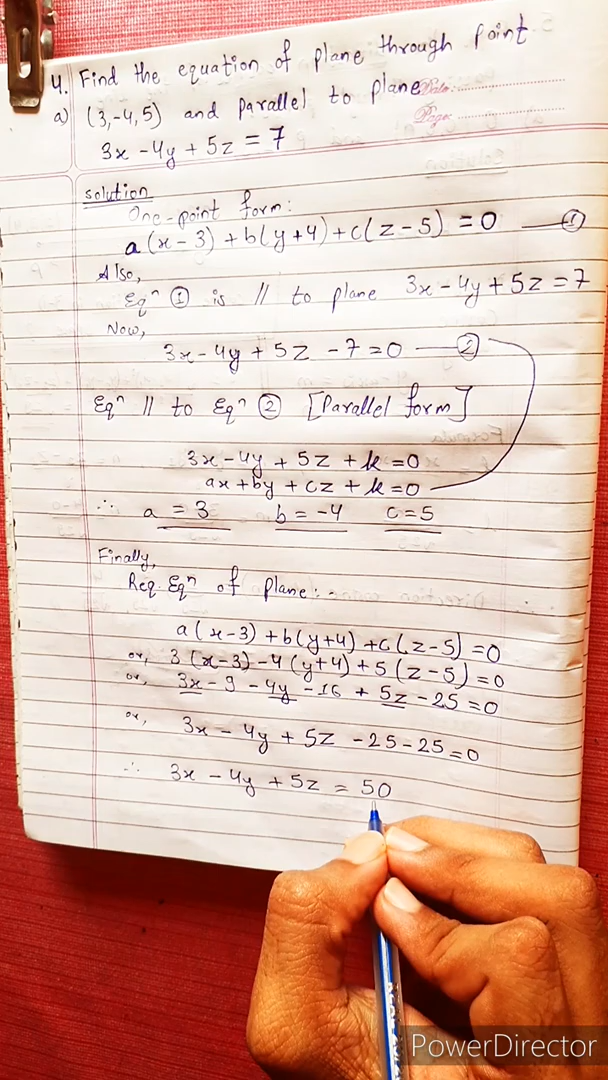 4. Find the equation of plane through point
a) (3,-4,5) and parallel to plane
Date:
Page:
3x - 4y + 5z = 7
solution
One-point form:
a(x-3) + b(y+4) + c(z-5) = 0 — ①
Also,
Eqⁿ ① is // to plane 3x - 4y + 5z = 7
Now,
3x - 4y + 5z - 7 = 0 — ②
Eqⁿ // to Eqⁿ ② [Parallel form]
3x - 4y + 5z + k = 0
ax + by + cz + k = 0
∴ a = 3 b = -4 c = 5
Finally,
Req. Eqⁿ of plane:-
a(x-3) + b(y+4) + c(z-5) = 0
or, 3(x-3) - 4(y+4) + 5(z-5) = 0
or, 3x - 9 - 4y - 16 + 5z - 25 = 0
or, 3x - 4y + 5z - 25 - 25 = 0
∴ 3x - 4y + 5z = 50
PowerDirector